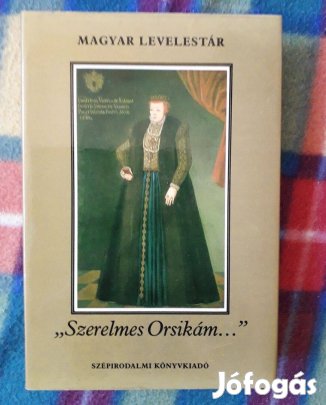 MAGYAR LEVELESTÁR
„Szerelmes Orsikám...”
SZÉPIRODALMI KÖNYVKIADÓ
Jófogás